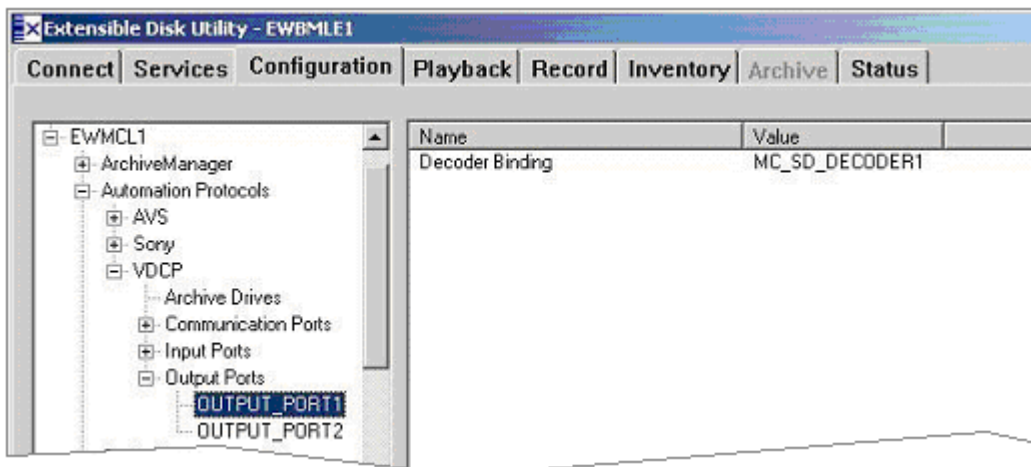 Extensible Disk Utility - EWBMLE1
Connect Services Configuration Playback Record Inventory Archive Status
EWMCL1
ArchiveManager
Automation Protocols
AVS
Sony
VDCP
Archive Drives
Communication Ports
Input Ports
Output Ports
OUTPUT_PORT1
OUTPUT_PORT2
Name Value
Decoder Binding MC_SD_DECODER1